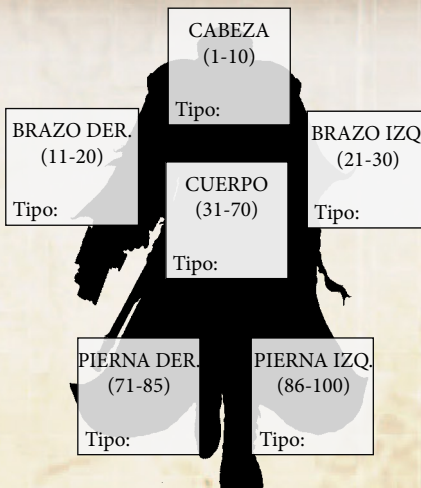 CABEZA
(1-10)
Tipo:
BRAZO DER.
(11-20)
Tipo:
BRAZO IZQ
(21-30)
Tipo:
CUERPO
(31-70)
Tipo:
PIERNA DER.
(71-85)
Tipo:
PIERNA IZQ.
(86-100)
Tipo: